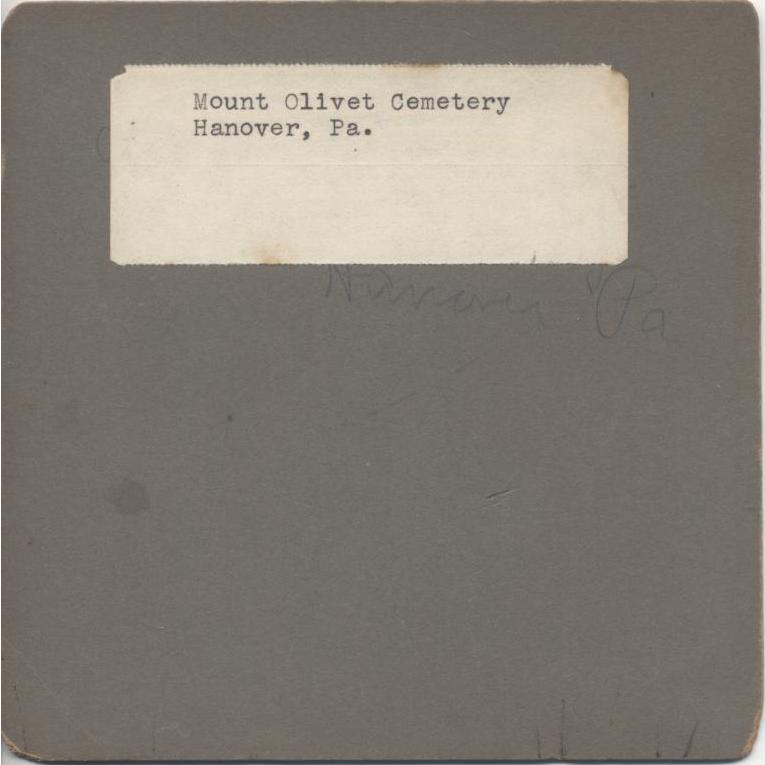 Mount Olivet Cemetery
Hanover, Pa.
Hanover Pa